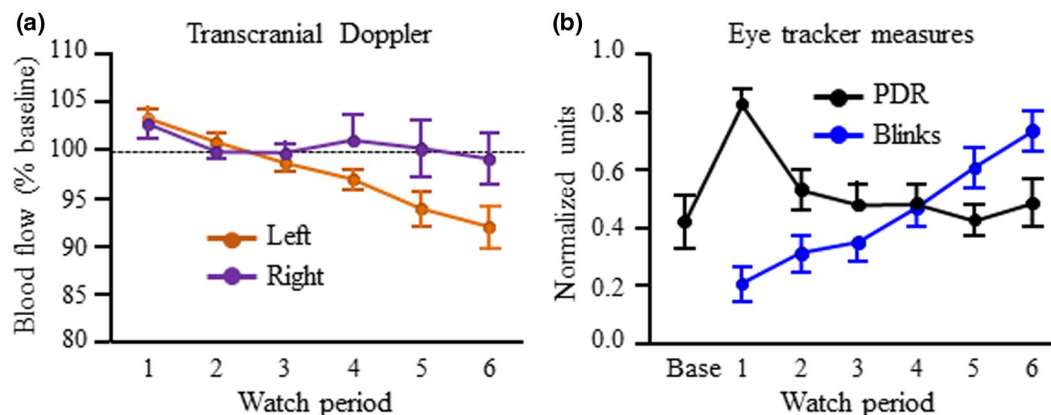 (a)
Transcranial Doppler
Blood flow (% baseline)
110
105
100
95
90
85
80
Left
Right
1 2 3 4 5 6
Watch period
(b)
Eye tracker measures
Normalized units
1.0
0.8
0.6
0.4
0.2
0.0
PDR
Blinks
Base 1 2 3 4 5 6
Watch period